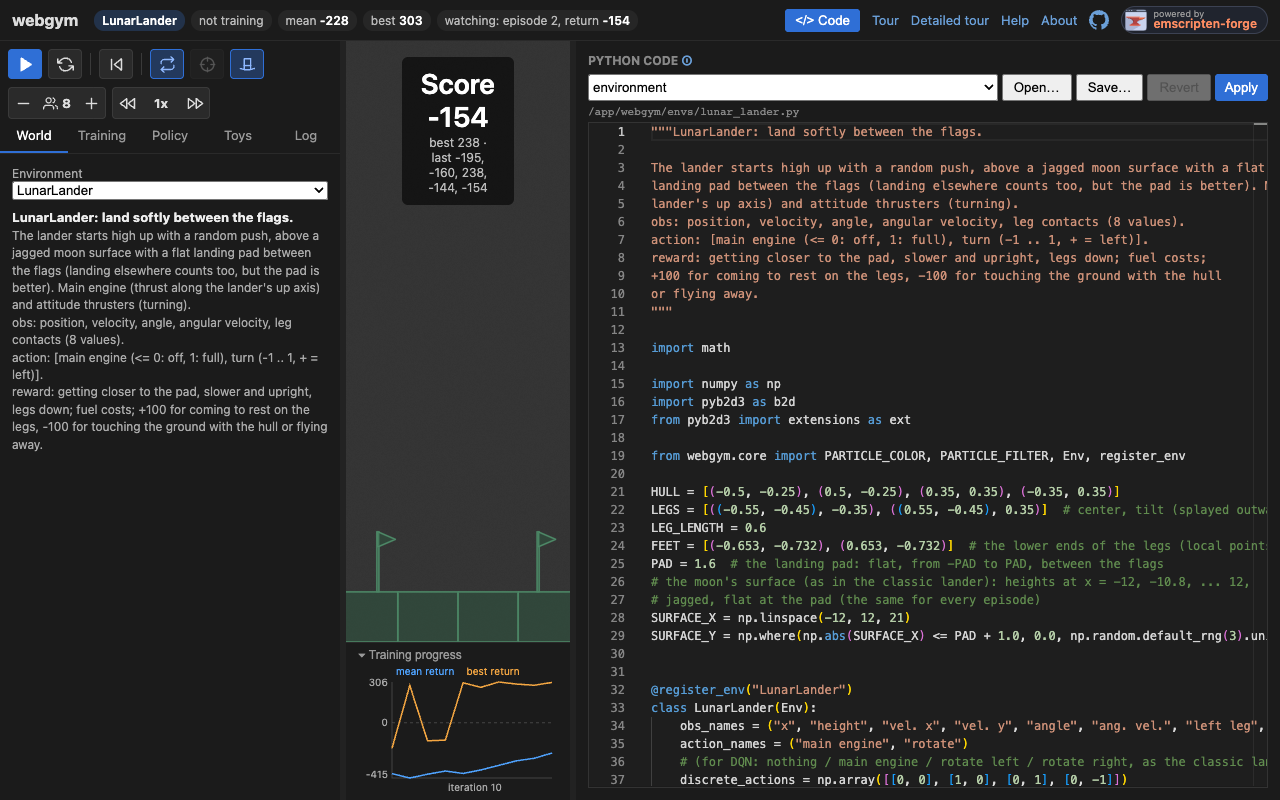 webgym LunarLander not training mean -228 best 303 watching: episode 2, return -154 </> Code Tour Detailed tour Help About powered by emscripten-forge
8 1x
World Training Policy Toys Log
Environment
LunarLander
LunarLander: land softly between the flags.
The lander starts high up with a random push, above a
jagged moon surface with a flat landing pad between
the flags (landing elsewhere counts too, but the pad is
better). Main engine (thrust along the lander's up axis)
and attitude thrusters (turning).
obs: position, velocity, angle, angular velocity, leg
contacts (8 values).
action: [main engine (<= 0: off, 1: full), turn (-1 .. 1, + =
left)].
reward: getting closer to the pad, slower and upright,
legs down; fuel costs; +100 for coming to rest on the
legs, -100 for touching the ground with the hull or flying
away.
Score
-154
best 238 ·
last -195,
-160, 238,
-144, -154
Training progress
mean return best return
306
0
-415
iteration 10
PYTHON CODE
environment Open... Save... Revert Apply
/app/webgym/envs/lunar_lander.py
1 """LunarLander: land softly between the flags.
2
3 The lander starts high up with a random push, above a jagged moon surface with a flat
4 landing pad between the flags (landing elsewhere counts too, but the pad is better).
5 lander's up axis) and attitude thrusters (turning).
6 obs: position, velocity, angle, angular velocity, leg contacts (8 values).
7 action: [main engine (<= 0: off, 1: full), turn (-1 .. 1, + = left)].
8 reward: getting closer to the pad, slower and upright, legs down; fuel costs;
9 +100 for coming to rest on the legs, -100 for touching the ground with the hull
10 or flying away.
11 """
12
13 import math
14
15 import numpy as np
16 import pyb2d3 as b2d
17 from pyb2d3 import extensions as ext
18
19 from webgym.core import PARTICLE_COLOR, PARTICLE_FILTER, Env, register_env
20
21 HULL = [(-0.5, -0.25), (0.5, -0.25), (0.35, 0.35), (-0.35, 0.35)]
22 LEGS = [((-0.55, -0.45), -0.35), ((0.55, -0.45), 0.35)] # center, tilt (splayed outw
23 LEG_LENGTH = 0.6
24 FEET = [(-0.653, -0.732), (0.653, -0.732)] # the lower ends of the legs (local point
25 PAD = 1.6 # the landing pad: flat, from -PAD to PAD, between the flags
26 # the moon's surface (as in the classic lander): heights at x = -12, -10.8, ... 12,
27 # jagged, flat at the pad (the same for every episode)
28 SURFACE_X = np.linspace(-12, 12, 21)
29 SURFACE_Y = np.where(np.abs(SURFACE_X) <= PAD + 1.0, 0.0, np.random.default_rng(3).un
30
31
32 @register_env("LunarLander")
33 class LunarLander(Env):
34 obs_names = ("x", "height", "vel. x", "vel. y", "angle", "ang. vel.", "left leg",
35 action_names = ("main engine", "rotate")
36 # (for DQN: nothing / main engine / rotate left / rotate right, as the classic la
37 discrete_actions = np.array([[0, 0], [1, 0], [0, 1], [0, -1]])